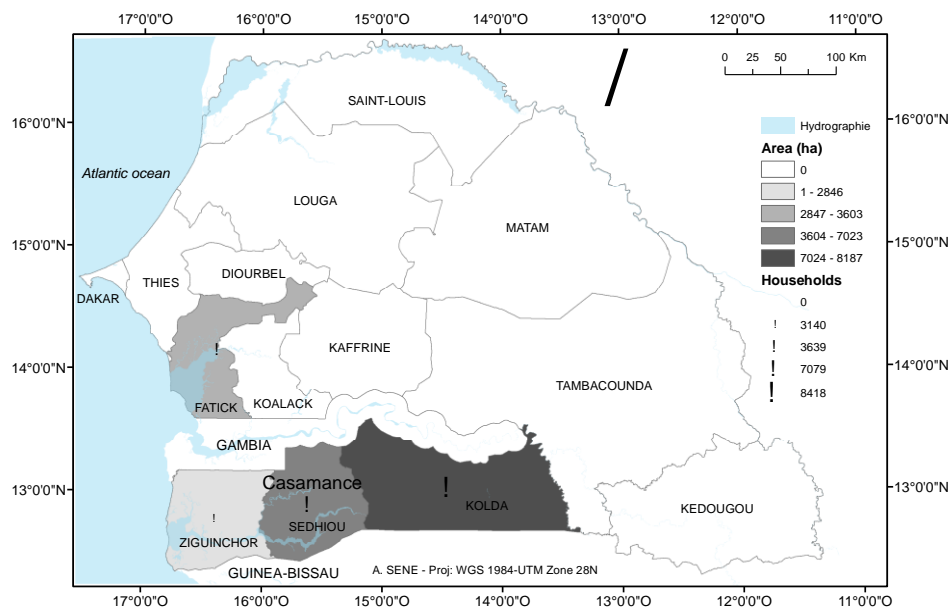 17°0'0"O 16°0'0"O 15°0'0"O 14°0'0"O 13°0'0"O 12°0'0"O 11°0'0"O
0 25 50 100 Km
SAINT-LOUIS
16°0'0"N 16°0'0"N
Hydrographie
Area (ha)
0
1 - 2846
2847 - 3603
3604 - 7023
7024 - 8187
Households
0
! 3140
! 3639
! 7079
! 8418
Atlantic ocean
LOUGA
MATAM
15°0'0"N 15°0'0"N
DIOURBEL
THIES
DAKAR
!
KAFFRINE
14°0'0"N 14°0'0"N
TAMBACOUNDA
FATICK
KOALACK
GAMBIA
13°0'0"N 13°0'0"N
Casamance
! ! !
SEDHIOU
KOLDA
KEDOUGOU
ZIGUINCHOR
GUINEA-BISSAU
A. SENE - Proj: WGS 1984-UTM Zone 28N
17°0'0"O 16°0'0"O 15°0'0"O 14°0'0"O 13°0'0"O 12°0'0"O 11°0'0"O